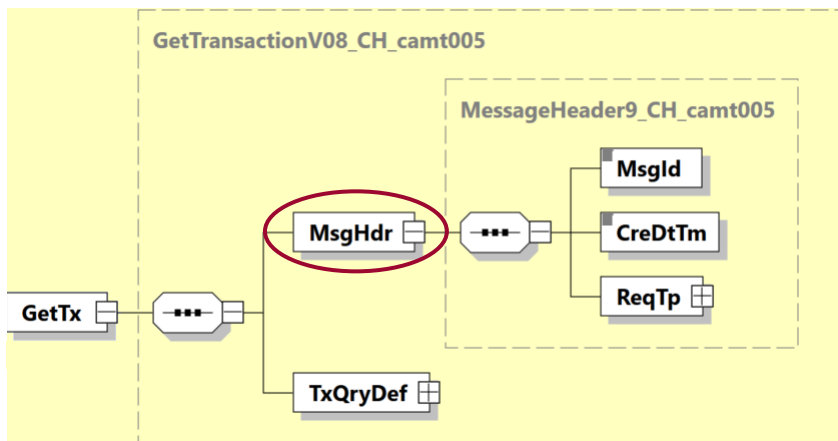 GetTransactionV08_CH_camt005
MessageHeader9_CH_camt005
MsgId
MsgHdr
CreDtTm
ReqTp
GetTx
TxQryDef